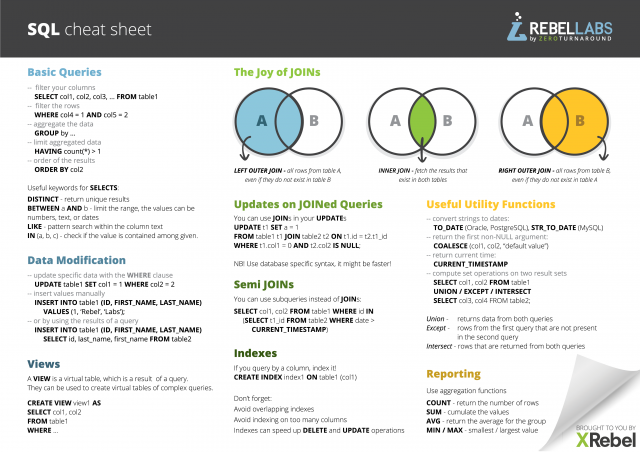 SQL cheat sheet
REBELLABS
by ZEROTURNAROUND
Basic Queries
-- filter your columns
SELECT col1, col2, col3, ... FROM table1
-- filter the rows
WHERE col4 = 1 AND col5 = 2
-- aggregate the data
GROUP by ...
-- limit aggregated data
HAVING count(*) > 1
-- order of the results
ORDER BY col2
Useful keywords for SELECTS:
DISTINCT - return unique results
BETWEEN a AND b - limit the range, the values can be
numbers, text, or dates
LIKE - pattern search within the column text
IN (a, b, c) - check if the value is contained among given.
Data Modification
-- update specific data with the WHERE clause
UPDATE table1 SET col1 = 1 WHERE col2 = 2
-- insert values manually
INSERT INTO table1 (ID, FIRST_NAME, LAST_NAME)
VALUES (1, 'Rebel', 'Labs');
-- or by using the results of a query
INSERT INTO table1 (ID, FIRST_NAME, LAST_NAME)
SELECT id, last_name, first_name FROM table2
Views
A VIEW is a virtual table, which is a result of a query.
They can be used to create virtual tables of complex queries.
CREATE VIEW view1 AS
SELECT col1, col2
FROM table1
WHERE ...
The Joy of JOINs
A B
A B
A B
LEFT OUTER JOIN - all rows from table A,
even if they do not exist in table B
INNER JOIN - fetch the results that
exist in both tables
RIGHT OUTER JOIN - all rows from table B,
even if they do not exist in table A
Updates on JOINed Queries
You can use JOINs in your UPDATEs
UPDATE t1 SET a = 1
FROM table1 t1 JOIN table2 t2 ON t1.id = t2.t1_id
WHERE t1.col1 = 0 AND t2.col2 IS NULL;
NB! Use database specific syntax, it might be faster!
Semi JOINs
You can use subqueries instead of JOINs:
SELECT col1, col2 FROM table1 WHERE id IN
(SELECT t1_id FROM table2 WHERE date >
CURRENT_TIMESTAMP)
Indexes
If you query by a column, index it!
CREATE INDEX index1 ON table1 (col1)
Don't forget:
Avoid overlapping indexes
Avoid indexing on too many columns
Indexes can speed up DELETE and UPDATE operations
Useful Utility Functions
-- convert strings to dates:
TO_DATE (Oracle, PostgreSQL), STR_TO_DATE (MySQL)
-- return the first non-NULL argument:
COALESCE (col1, col2, "default value")
-- return current time:
CURRENT_TIMESTAMP
-- compute set operations on two result sets
SELECT col1, col2 FROM table1
UNION / EXCEPT / INTERSECT
SELECT col3, col4 FROM table2;
Union - returns data from both queries
Except - rows from the first query that are not present
in the second query
Intersect - rows that are returned from both queries
Reporting
Use aggregation functions
COUNT - return the number of rows
SUM - cumulate the values
AVG - return the average for the group
MIN / MAX - smallest / largest value
BROUGHT TO YOU BY
XRebel